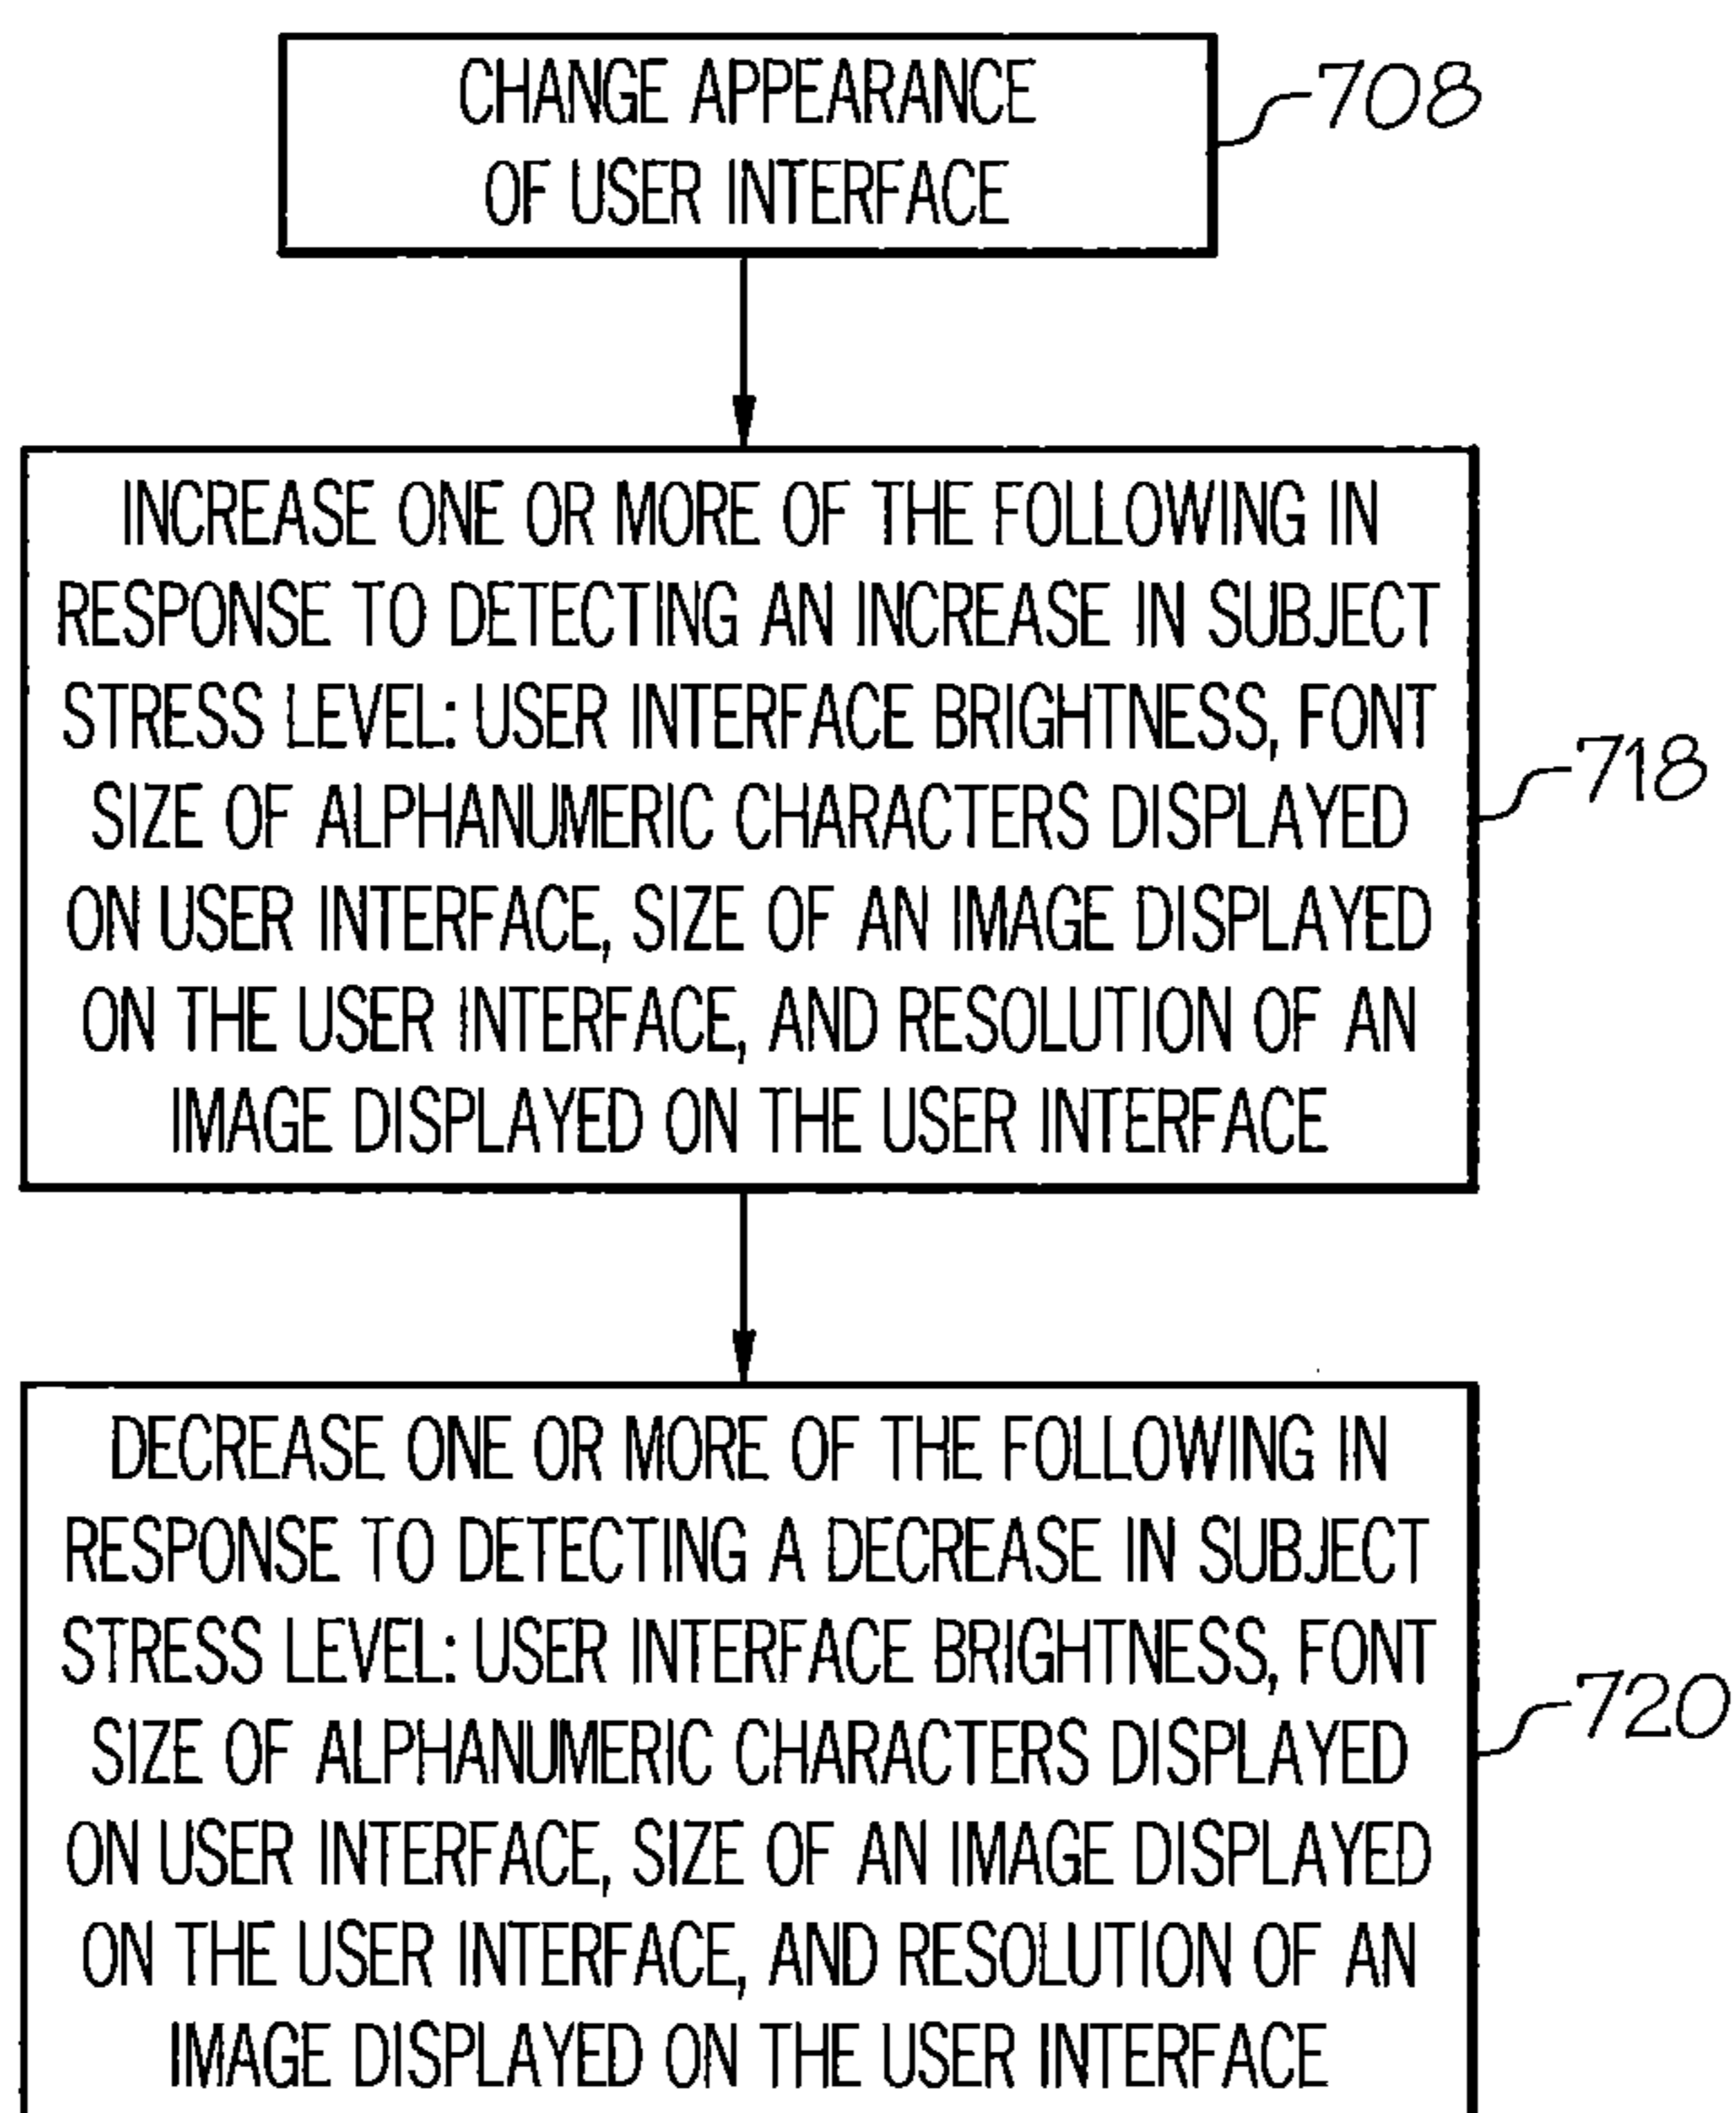 CHANGE APPEARANCE
OF USER INTERFACE
708
INCREASE ONE OR MORE OF THE FOLLOWING IN
RESPONSE TO DETECTING AN INCREASE IN SUBJECT
STRESS LEVEL: USER INTERFACE BRIGHTNESS, FONT
SIZE OF ALPHANUMERIC CHARACTERS DISPLAYED
ON USER INTERFACE, SIZE OF AN IMAGE DISPLAYED
ON THE USER INTERFACE, AND RESOLUTION OF AN
IMAGE DISPLAYED ON THE USER INTERFACE
718
DECREASE ONE OR MORE OF THE FOLLOWING IN
RESPONSE TO DETECTING A DECREASE IN SUBJECT
STRESS LEVEL: USER INTERFACE BRIGHTNESS, FONT
SIZE OF ALPHANUMERIC CHARACTERS DISPLAYED
ON USER INTERFACE, SIZE OF AN IMAGE DISPLAYED
ON THE USER INTERFACE, AND RESOLUTION OF AN
IMAGE DISPLAYED ON THE USER INTERFACE
720